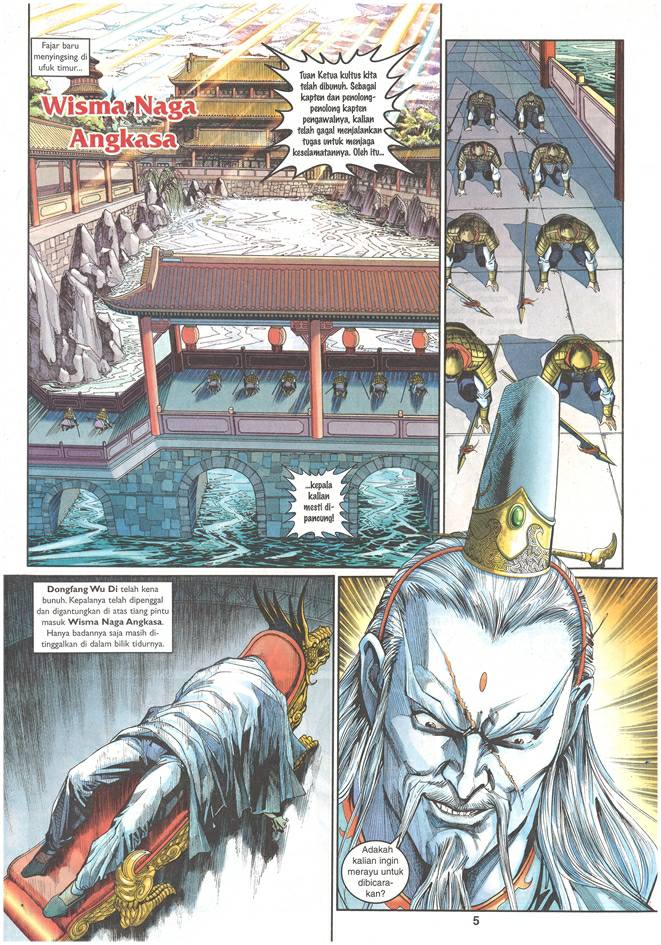 Fajar baru
menyingsing di
ufuk timur...
Wisma Naga
Angkasa
Tuan Ketua kultus kita
telah dibunuh. Sebagai
kapten dan penolong-
penolong kapten
pengawalnya, kalian
telah gagal menjalankan
tugas untuk menjaga
keselamatannya. Oleh itu...
...kepala
kalian
mesti di-
pancung!
Dongfang Wu Di telah kena
bunuh. Kepalanya telah dipenggal
dan digantungkan di atas tiang pintu
masuk Wisma Naga Angkasa.
Hanya badannya saja masih di-
tinggalkan di dalam bilik tidurnya.
Adakah
kalian ingin
merayu untuk
dibicara-
kan?
5